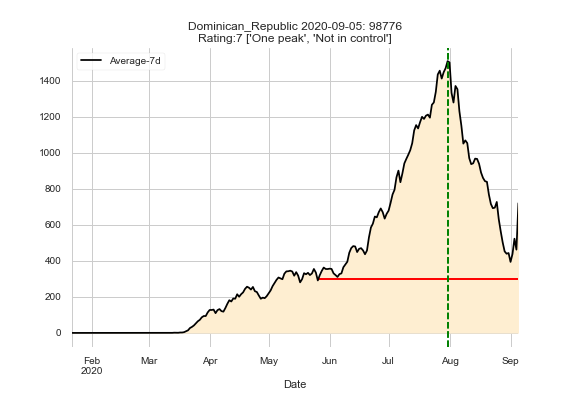 Dominican_Republic 2020-09-05: 98776
Rating:7 ['One peak', 'Not in control']
Average-7d
1400
1200
1000
800
600
400
200
0
Feb Mar Apr May Jun Jul Aug Sep
2020
Date